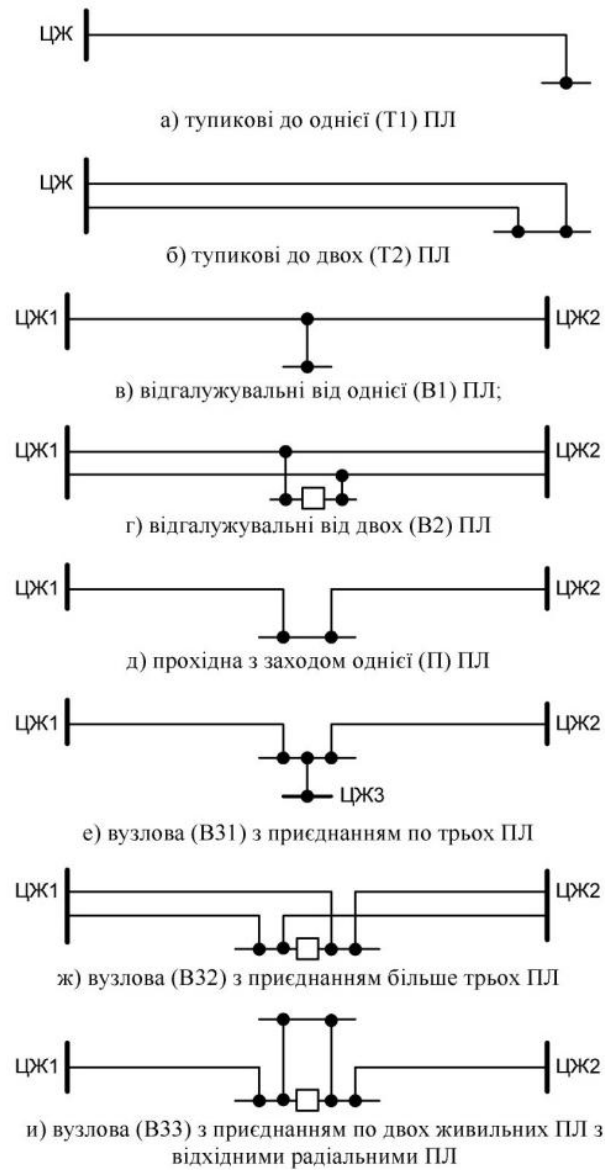 ЦЖ
а) тупикові до однієї (Т1) ПЛ
ЦЖ
б) тупикові до двох (Т2) ПЛ
ЦЖ1 ЦЖ2
в) відгалужувальні від однієї (В1) ПЛ;
ЦЖ1 ЦЖ2
г) відгалужувальні від двох (В2) ПЛ
ЦЖ1 ЦЖ2
д) прохідна з заходом однієї (П) ПЛ
ЦЖ1 ЦЖ2
ЦЖ3
е) вузлова (В31) з приєднанням по трьох ПЛ
ЦЖ1 ЦЖ2
ж) вузлова (В32) з приєднанням більше трьох ПЛ
ЦЖ1 ЦЖ2
и) вузлова (В33) з приєднанням по двох живильних ПЛ з
відхідними радіальними ПЛ